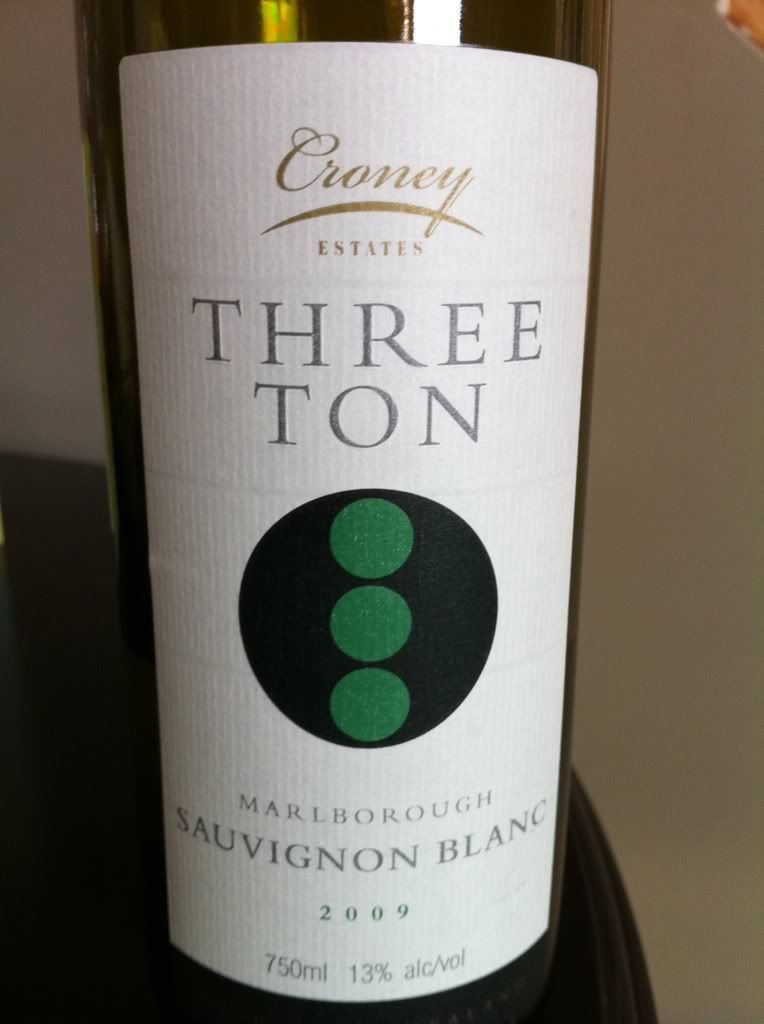 Croney
ESTATES
THREE
TON
MARLBOROUGH
SAUVIGNON BLANC
2009
750ml 13% alc/vol